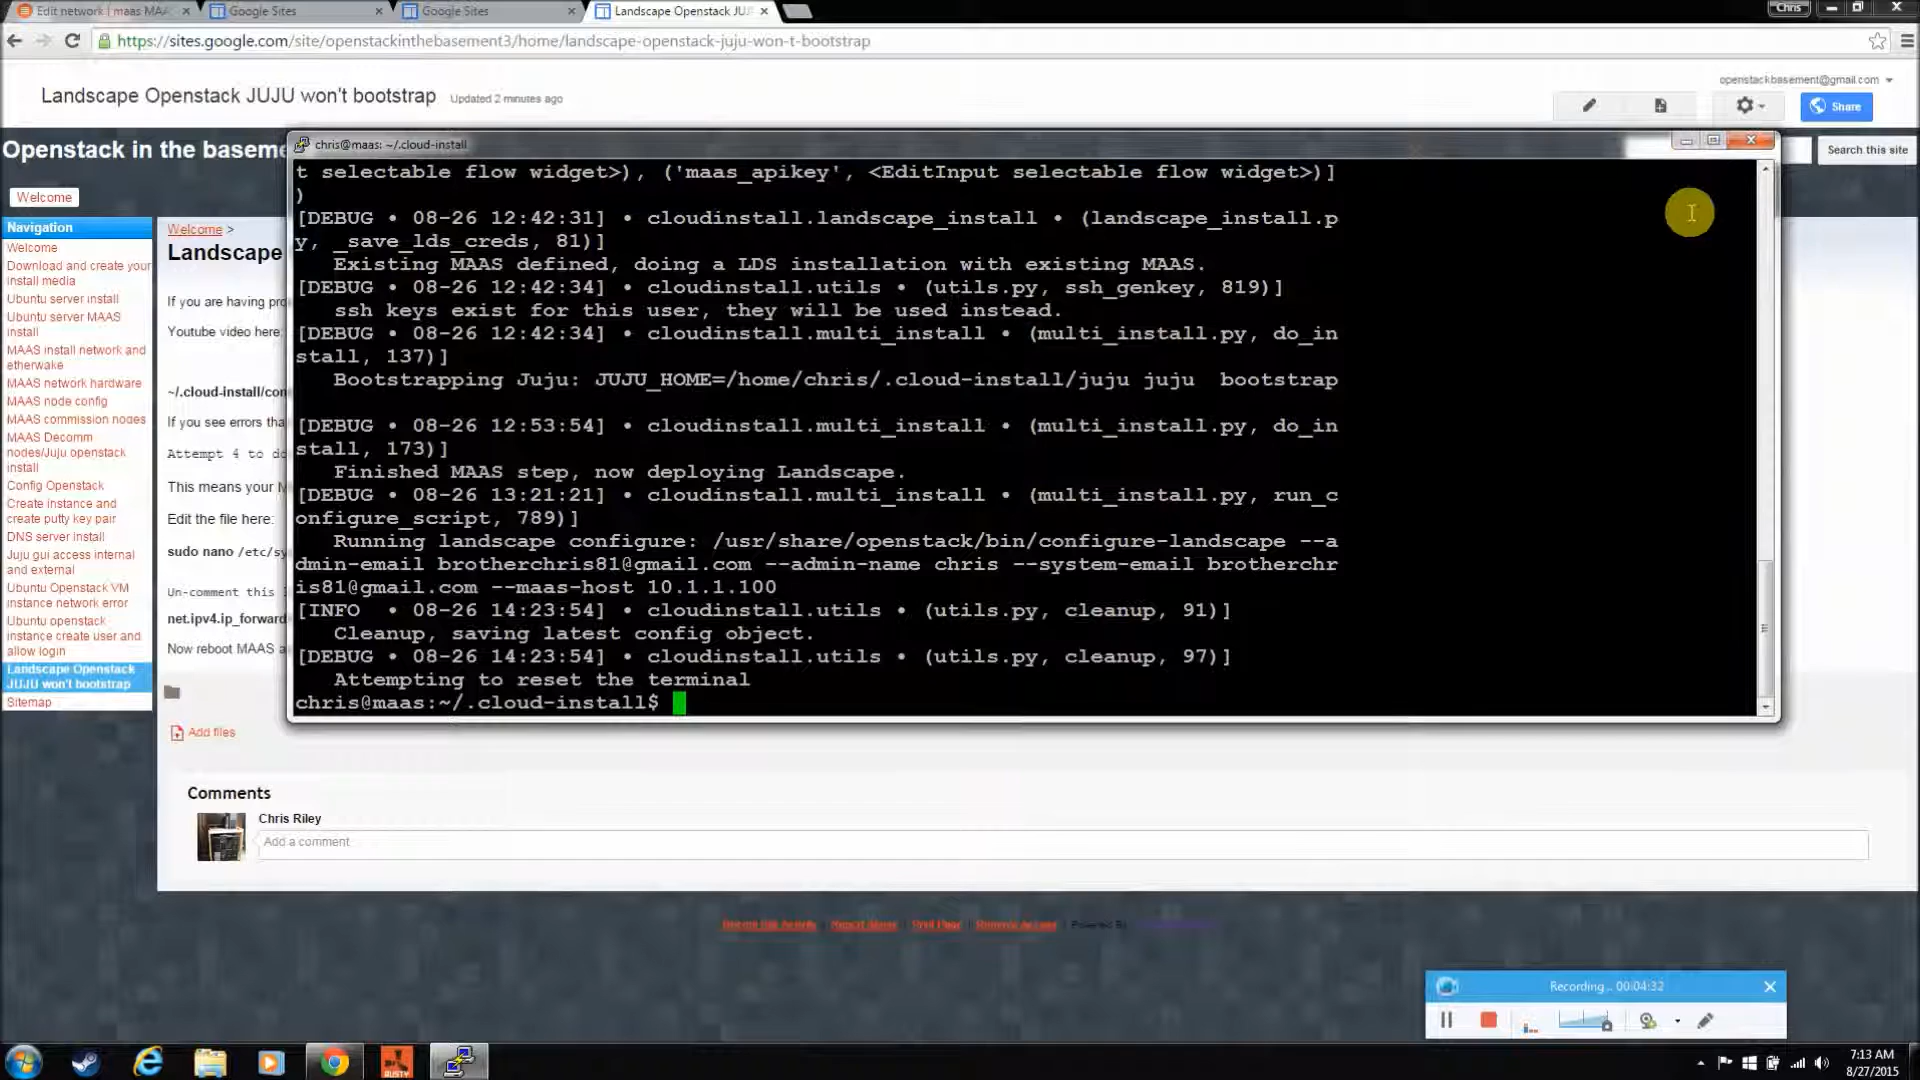 Edit network | maas MAA
Google Sites
Google Sites
Landscape Openstack JUJU
Chris
https://sites.google.com/site/openstackinthebasement3/home/landscape-openstack-juju-won-t-bootstrap
openstackbasement@gmail.com
Landscape Openstack JUJU won't bootstrap Updated 2 minutes ago
Share
Openstack in the baseme
Search this site
Welcome
Navigation
Welcome
Download and create your
install media
Ubuntu server install
Ubuntu server MAAS
install
MAAS install network and
etherwake
MAAS network hardware
MAAS node config
MAAS commission nodes
MAAS Decomm
nodes/Juju openstack
install
Config Openstack
Create instance and
create putty key pair
DNS server install
Juju gui access internal
and external
Ubuntu Openstack VM
instance network error
Ubuntu openstack
instance create user and
allow login
Landscape Openstack
JUJU won't bootstrap
Sitemap
Welcome >
Landscape
If you are having pro
Youtube video here:
~/.cloud-install/con
If you see errors tha
Attempt 4 to do
This means your M
Edit the file here:
sudo nano /etc/sy
Un-comment this
net.ipv4.ip_forward
Now reboot MAAS a
Add files
chris@maas: ~/.cloud-install
t selectable flow widget>), ('maas_apikey', <EditInput selectable flow widget>)]
)
[DEBUG • 08-26 12:42:31] • cloudinstall.landscape_install • (landscape_install.p
y, _save_lds_creds, 81)]
Existing MAAS defined, doing a LDS installation with existing MAAS.
[DEBUG • 08-26 12:42:34] • cloudinstall.utils • (utils.py, ssh_genkey, 819)]
ssh keys exist for this user, they will be used instead.
[DEBUG • 08-26 12:42:34] • cloudinstall.multi_install • (multi_install.py, do_in
stall, 137)]
Bootstrapping Juju: JUJU_HOME=/home/chris/.cloud-install/juju juju  bootstrap
[DEBUG • 08-26 12:53:54] • cloudinstall.multi_install • (multi_install.py, do_in
stall, 173)]
Finished MAAS step, now deploying Landscape.
[DEBUG • 08-26 13:21:21] • cloudinstall.multi_install • (multi_install.py, run_c
onfigure_script, 789)]
Running landscape configure: /usr/share/openstack/bin/configure-landscape --a
dmin-email brotherchris81@gmail.com --admin-name chris --system-email brotherchr
is81@gmail.com --maas-host 10.1.1.100
[INFO  • 08-26 14:23:54] • cloudinstall.utils • (utils.py, cleanup, 91)]
Cleanup, saving latest config object.
[DEBUG • 08-26 14:23:54] • cloudinstall.utils • (utils.py, cleanup, 97)]
Attempting to reset the terminal
chris@maas:~/.cloud-install$
Comments
Chris Riley
Add a comment
Print Page
Powered By
Recording... 00:04:32
RUSTY
7:13 AM
8/27/2015